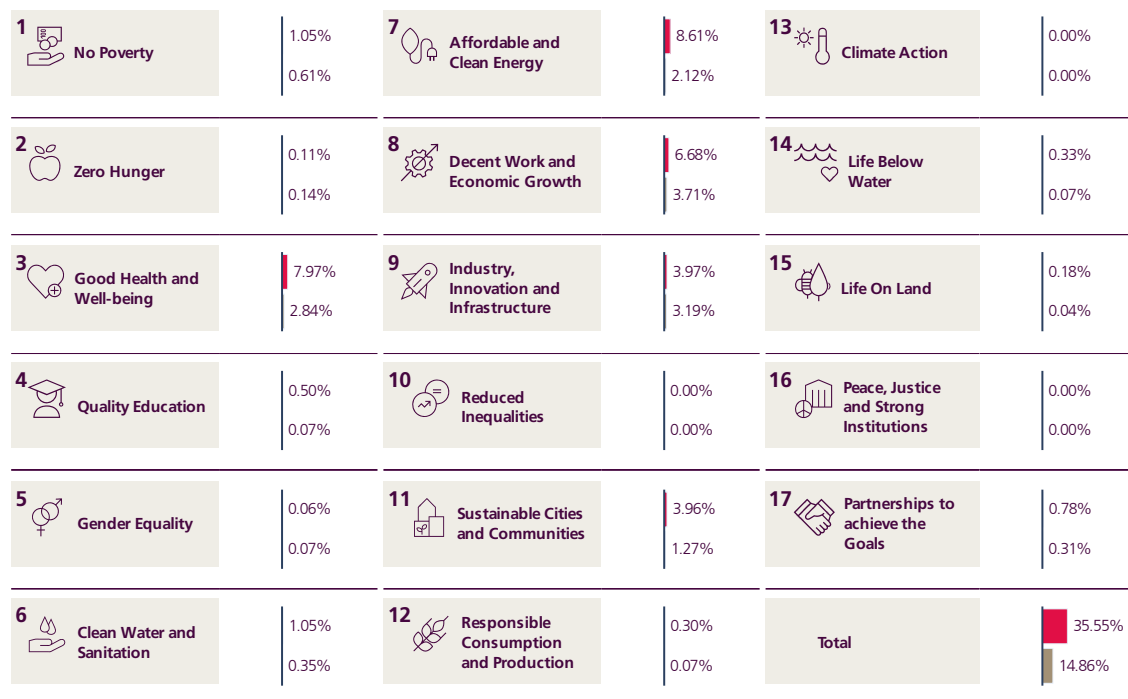 1
No Poverty
1.05%
0.61%
2
Zero Hunger
0.11%
0.14%
3
Good Health and
Well-being
7.97%
2.84%
4
Quality Education
0.50%
0.07%
5
Gender Equality
0.06%
0.07%
6
Clean Water and
Sanitation
1.05%
0.35%
7
Affordable and
Clean Energy
8.61%
2.12%
8
Decent Work and
Economic Growth
6.68%
3.71%
9
Industry,
Innovation and
Infrastructure
3.97%
3.19%
10
Reduced
Inequalities
0.00%
0.00%
11
Sustainable Cities
and Communities
3.96%
1.27%
12
Responsible
Consumption
and Production
0.30%
0.07%
13
Climate Action
0.00%
0.00%
14
Life Below
Water
0.33%
0.07%
15
Life On Land
0.18%
0.04%
16
Peace, Justice
and Strong
Institutions
0.00%
0.00%
17
Partnerships to
achieve the
Goals
0.78%
0.31%
Total
35.55%
14.86%